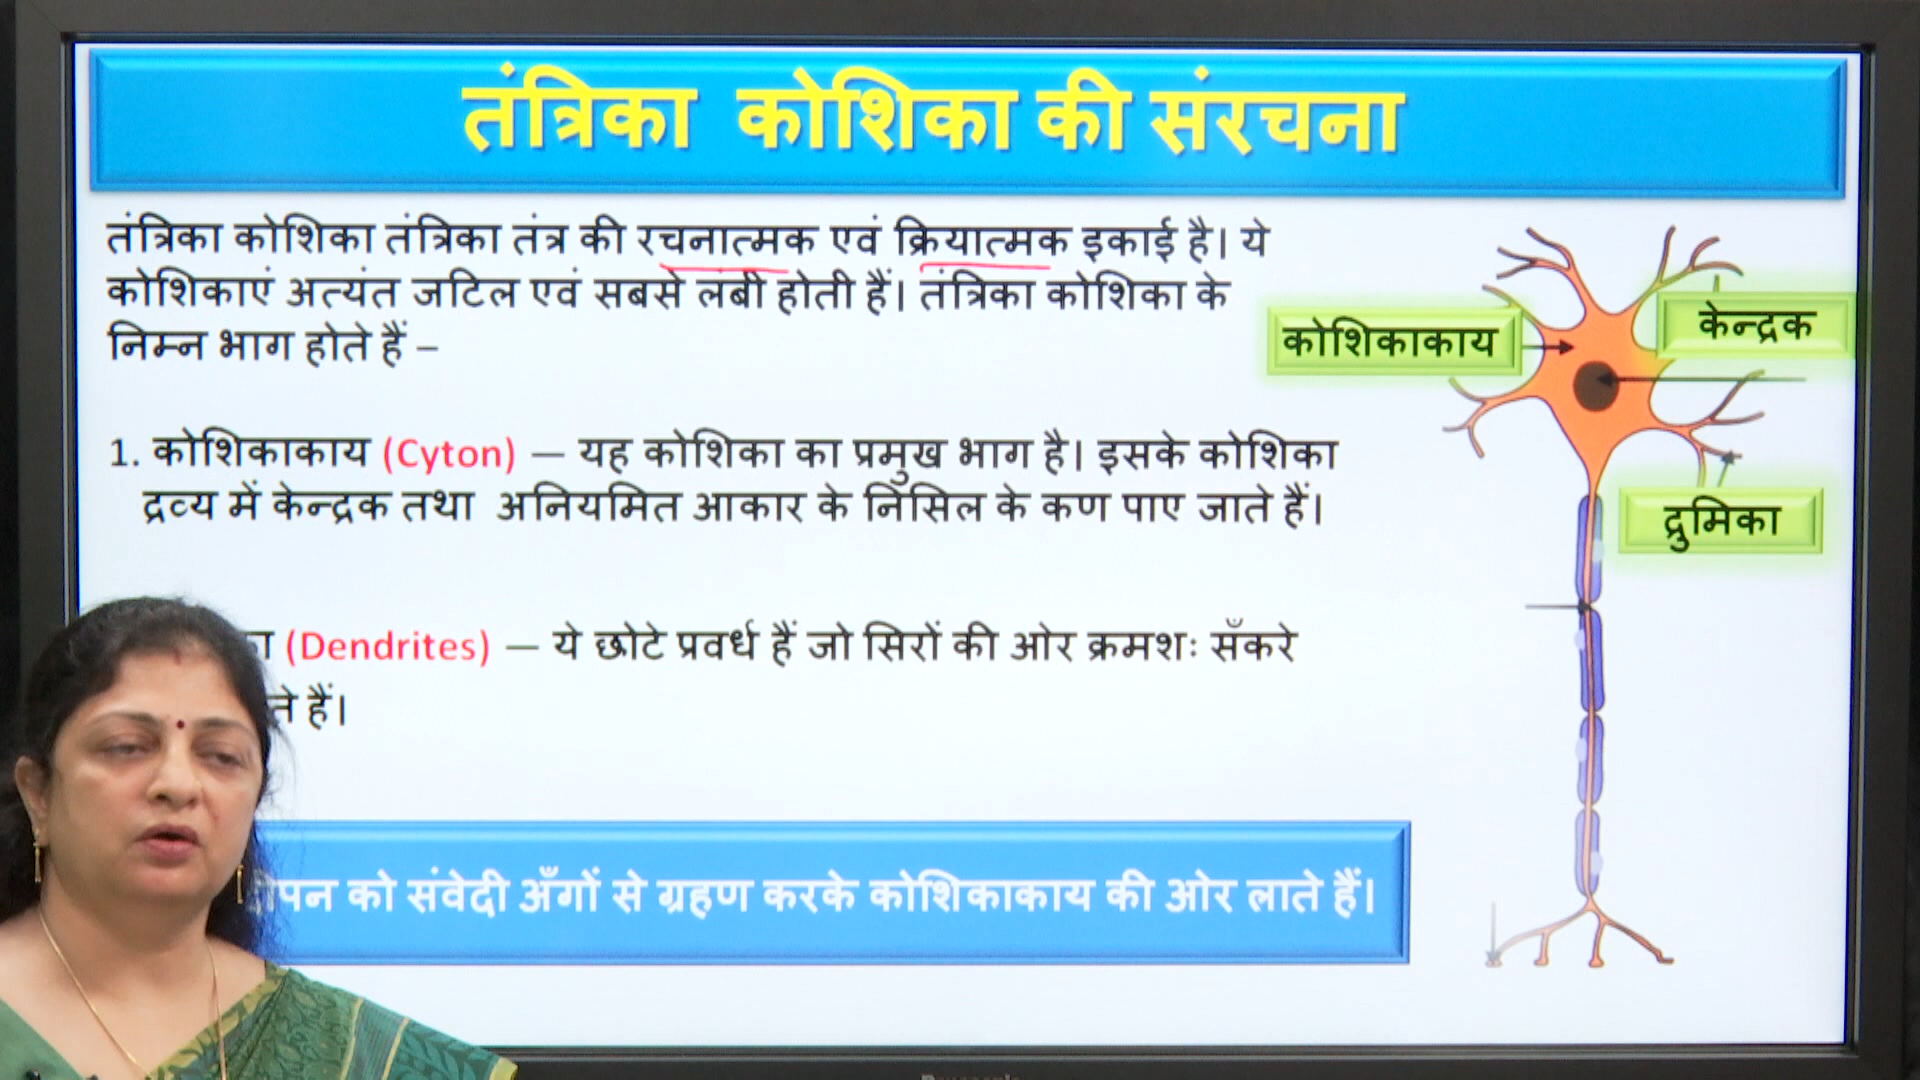 तंत्रिका कोशिका की संरचना
तंत्रिका कोशिका तंत्रिका तंत्र की रचनात्मक एवं क्रियात्मक इकाई है। ये
कोशिकाएं अत्यंत जटिल एवं सबसे लंबी होती हैं। तंत्रिका कोशिका के
निम्न भाग होते हैं –
कोशिकाकाय
केन्द्रक
1. कोशिकाकाय (Cyton) – यह कोशिका का प्रमुख भाग है। इसके कोशिका
द्रव्य में केन्द्रक तथा अनियमित आकार के निसिल के कण पाए जाते हैं।
द्रुमिका
(Dendrites) – ये छोटे प्रवर्ध हैं जो सिरों की ओर क्रमशः सँकरे
हैं।
को संवेदी अँगों से ग्रहण करके कोशिकाकाय की ओर लाते हैं।